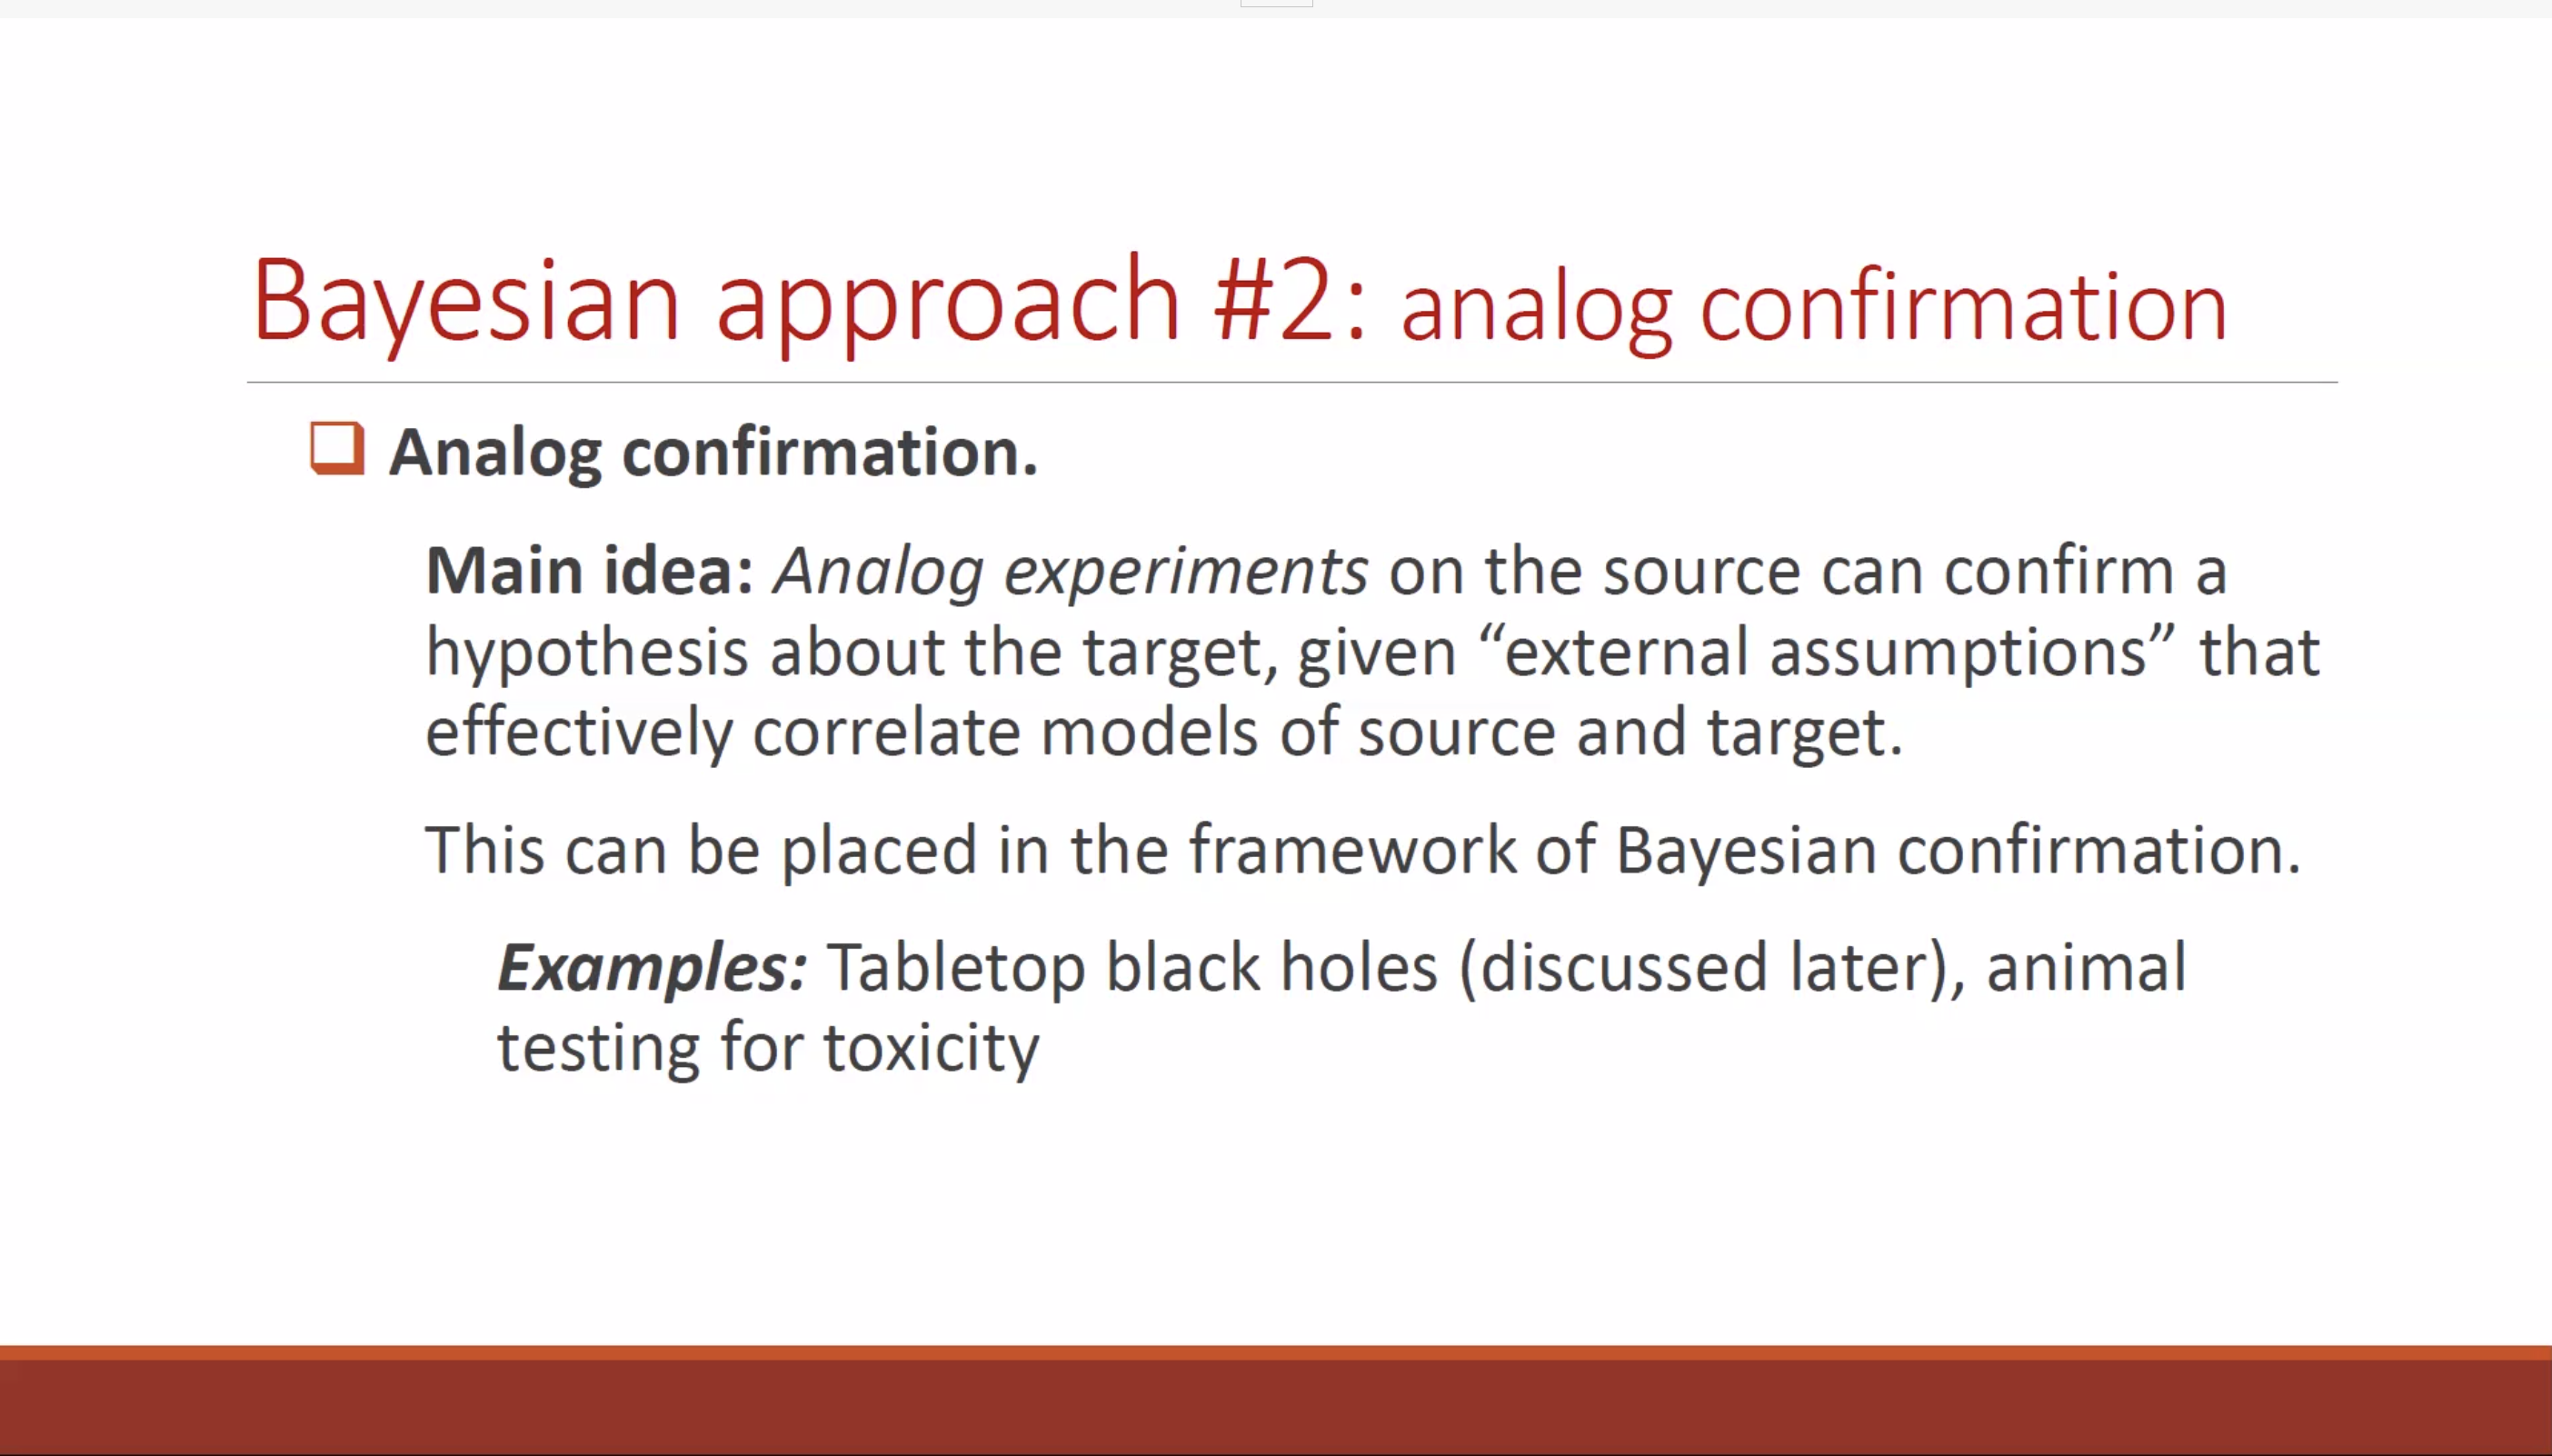 Bayesian approach #2: analog confirmation
Analog confirmation.
Main idea: Analog experiments on the source can confirm a
hypothesis about the target, given “external assumptions” that
effectively correlate models of source and target.
This can be placed in the framework of Bayesian confirmation.
Examples: Tabletop black holes (discussed later), animal
testing for toxicity